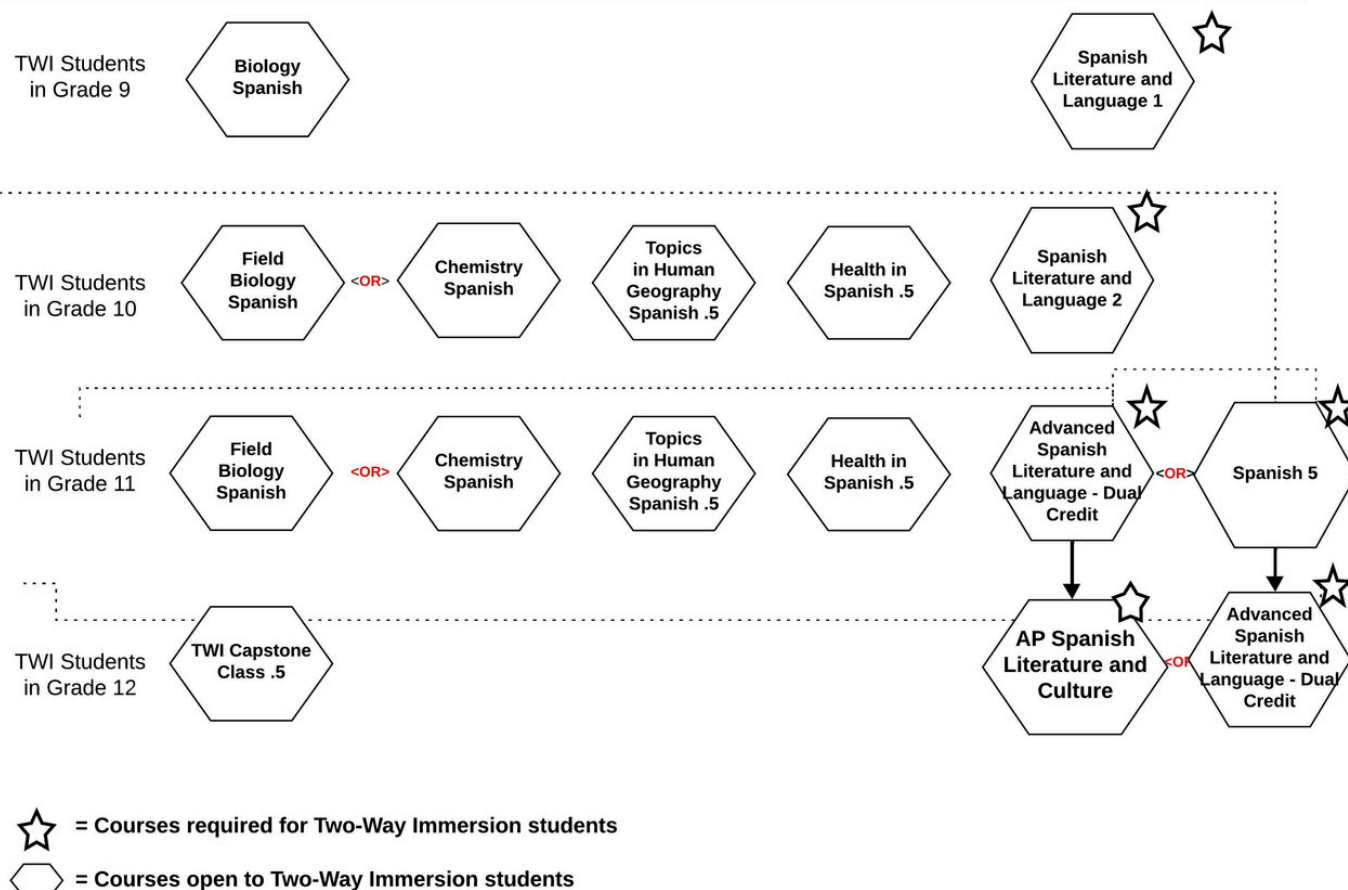 TWI Students
in Grade 9
Biology
Spanish
Spanish
Literature and
Language 1
TWI Students
in Grade 10
Field
Biology
Spanish
<OR>
Chemistry
Spanish
Topics
in Human
Geography
Spanish .5
Health in
Spanish .5
Spanish
Literature and
Language 2
TWI Students
in Grade 11
Field
Biology
Spanish
<OR>
Chemistry
Spanish
Topics
in Human
Geography
Spanish .5
Health in
Spanish .5
Advanced
Spanish
Literature and
Language - Dual
Credit
<OR>
Spanish 5
TWI Students
in Grade 12
TWI Capstone
Class .5
AP Spanish
Literature and
Culture
Advanced
Spanish
Literature and
Language - Dual
Credit
= Courses required for Two-Way Immersion students
= Courses open to Two-Way Immersion students